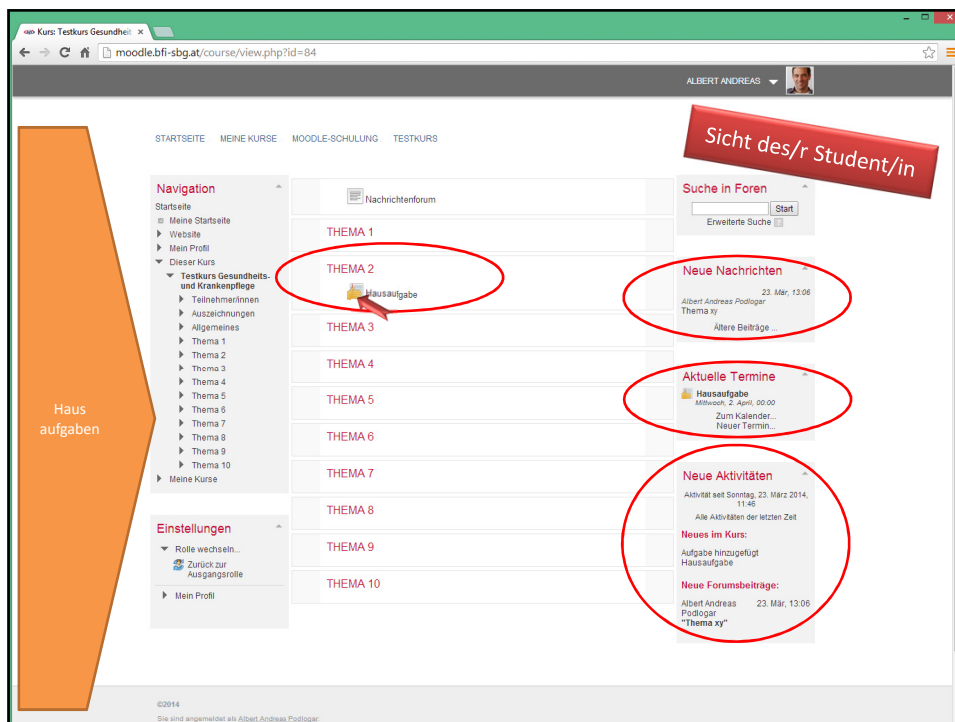 Kurs: Testkurs Gesundheit
moodle.bfi-sbg.at/course/view.php?id=84
ALBERT ANDREAS
Sicht des/r Student/in
STARTSEITE MEINE KURSE MOODLE-SCHULUNG TESTKURS
Haus
aufgaben
Navigation
Startseite
Meine Startseite
Website
Mein Profil
Dieser Kurs
Testkurs Gesundheits-
und Krankenpflege
Teilnehmer/innen
Auszeichnungen
Allgemeines
Thema 1
Thema 2
Thema 3
Thema 4
Thema 5
Thema 6
Thema 7
Thema 8
Thema 9
Thema 10
Meine Kurse
Einstellungen
Rolle wechseln...
Zurück zur
Ausgangsrolle
Mein Profil
Nachrichtenforum
THEMA 1
THEMA 2
Hausaufgabe
THEMA 3
THEMA 4
THEMA 5
THEMA 6
THEMA 7
THEMA 8
THEMA 9
THEMA 10
Suche in Foren
Start
Erweiterte Suche
Neue Nachrichten
23. Mär, 13:06
Albert Andreas Podlogar
Thema xy
Ältere Beiträge ...
Aktuelle Termine
Hausaufgabe
Mittwoch, 2. April, 00:00
Zum Kalender...
Neuer Termin...
Neue Aktivitäten
Aktivität seit Sonntag, 23. März 2014,
11:46
Alle Aktivitäten der letzten Zeit
Neues im Kurs:
Aufgabe hinzugefügt
Hausaufgabe
Neue Forumsbeiträge:
Albert Andreas 23. Mär, 13:06
Podlogar
"Thema xy"
©2014
Sie sind angemeldet als Albert Andreas Podlogar